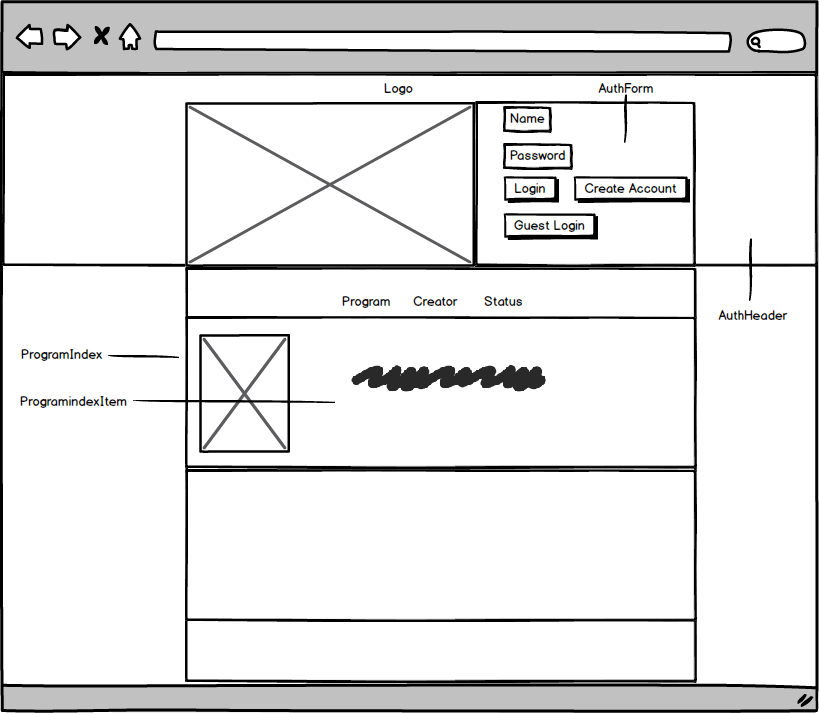 Logo
AuthForm
Name
Password
Login
Create Account
Guest Login
Program Creator Status
AuthHeader
ProgramIndex
ProgramindexItem